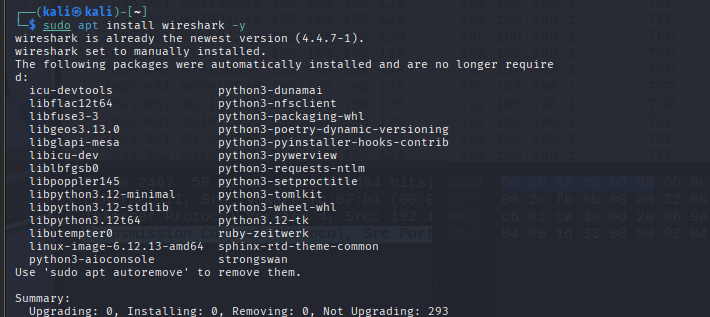 (kali㉿kali)-[~]
$ sudo apt install wireshark -y
wireshark is already the newest version (4.4.7-1).
wireshark set to manually installed.
The following packages were automatically installed and are no longer require
d:
icu-devtools python3-dunamai
libflac12t64 python3-nfsclient
libfuse3-3 python3-packaging-whl
libgeos3.13.0 python3-poetry-dynamic-versioning
libglapi-mesa python3-pyinstaller-hooks-contrib
libicu-dev python3-pywerview
liblbfgsb0 python3-requests-ntlm
libpoppler145 python3-setproctitle
libpython3.12-minimal python3-tomlkit
libpython3.12-stdlib python3-wheel-whl
libpython3.12t64 python3.12-tk
libutempter0 ruby-zeitwerk
linux-image-6.12.13-amd64 sphinx-rtd-theme-common
python3-aioconsole strongswan
Use 'sudo apt autoremove' to remove them.
Summary:
Upgrading: 0, Installing: 0, Removing: 0, Not Upgrading: 293